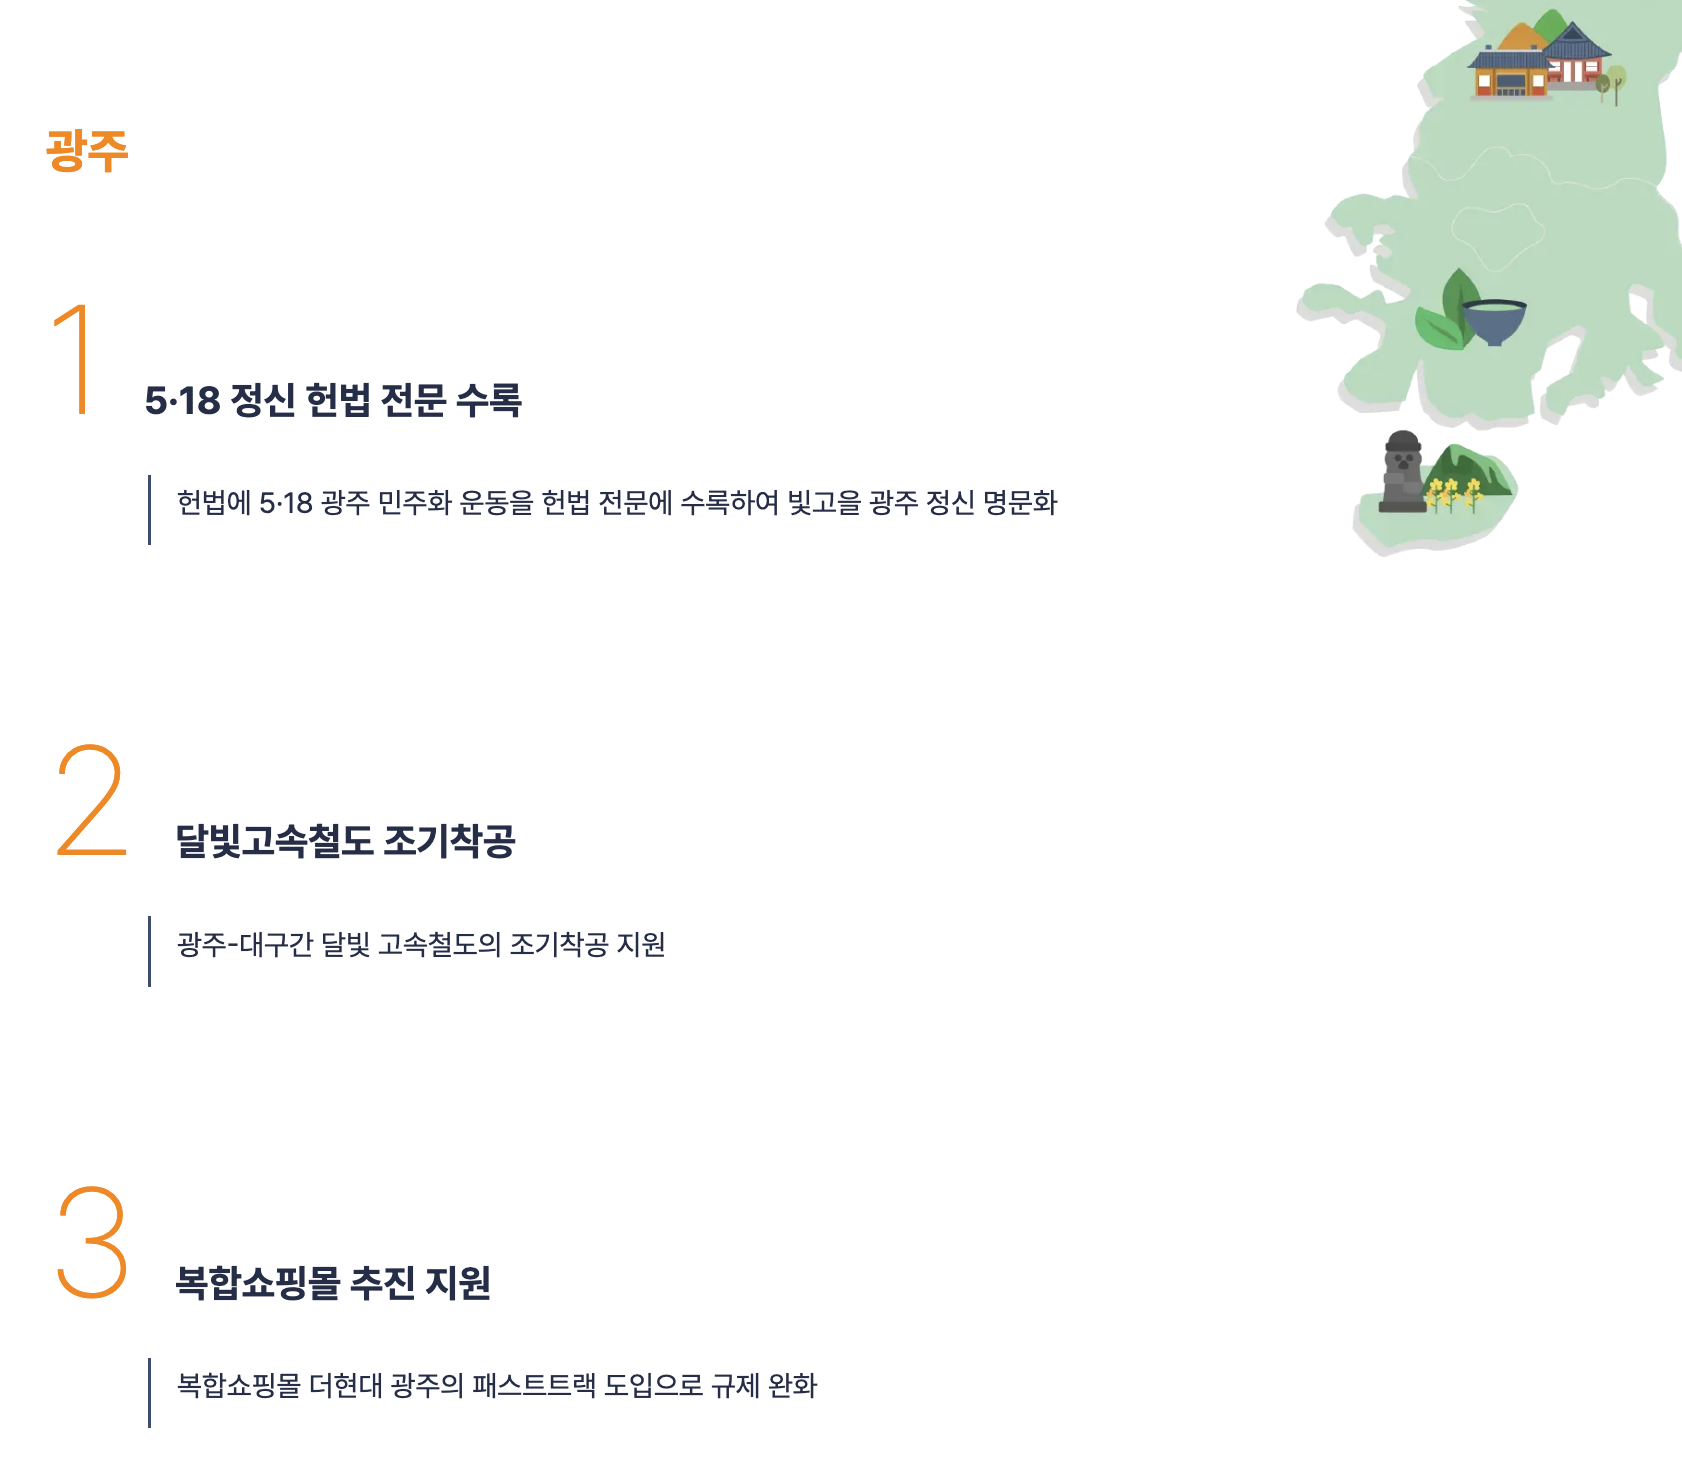 광주
1
5·18 정신 헌법 전문 수록
헌법에 5·18 광주 민주화 운동을 헌법 전문에 수록하여 빛고을 광주 정신 명문화
2
달빛고속철도 조기착공
광주-대구간 달빛 고속철도의 조기착공 지원
3
복합쇼핑몰 추진 지원
복합쇼핑몰 더현대 광주의 패스트트랙 도입으로 규제 완화